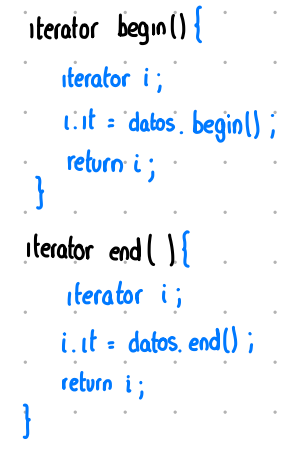 iterator begin() {
iterator i;
i.it = datos.begin();
return i;
}
iterator end( ) {
iterator i;
i.it = datos.end();
return i;
}